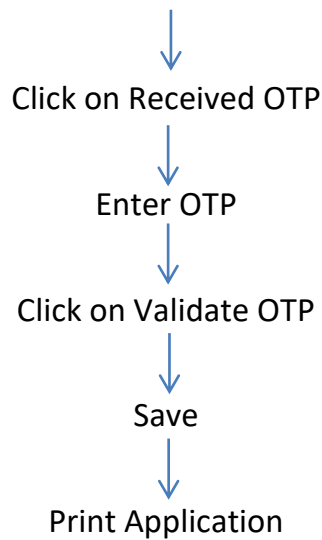 Click on Received OTP
Enter OTP
Click on Validate OTP
Save
Print Application